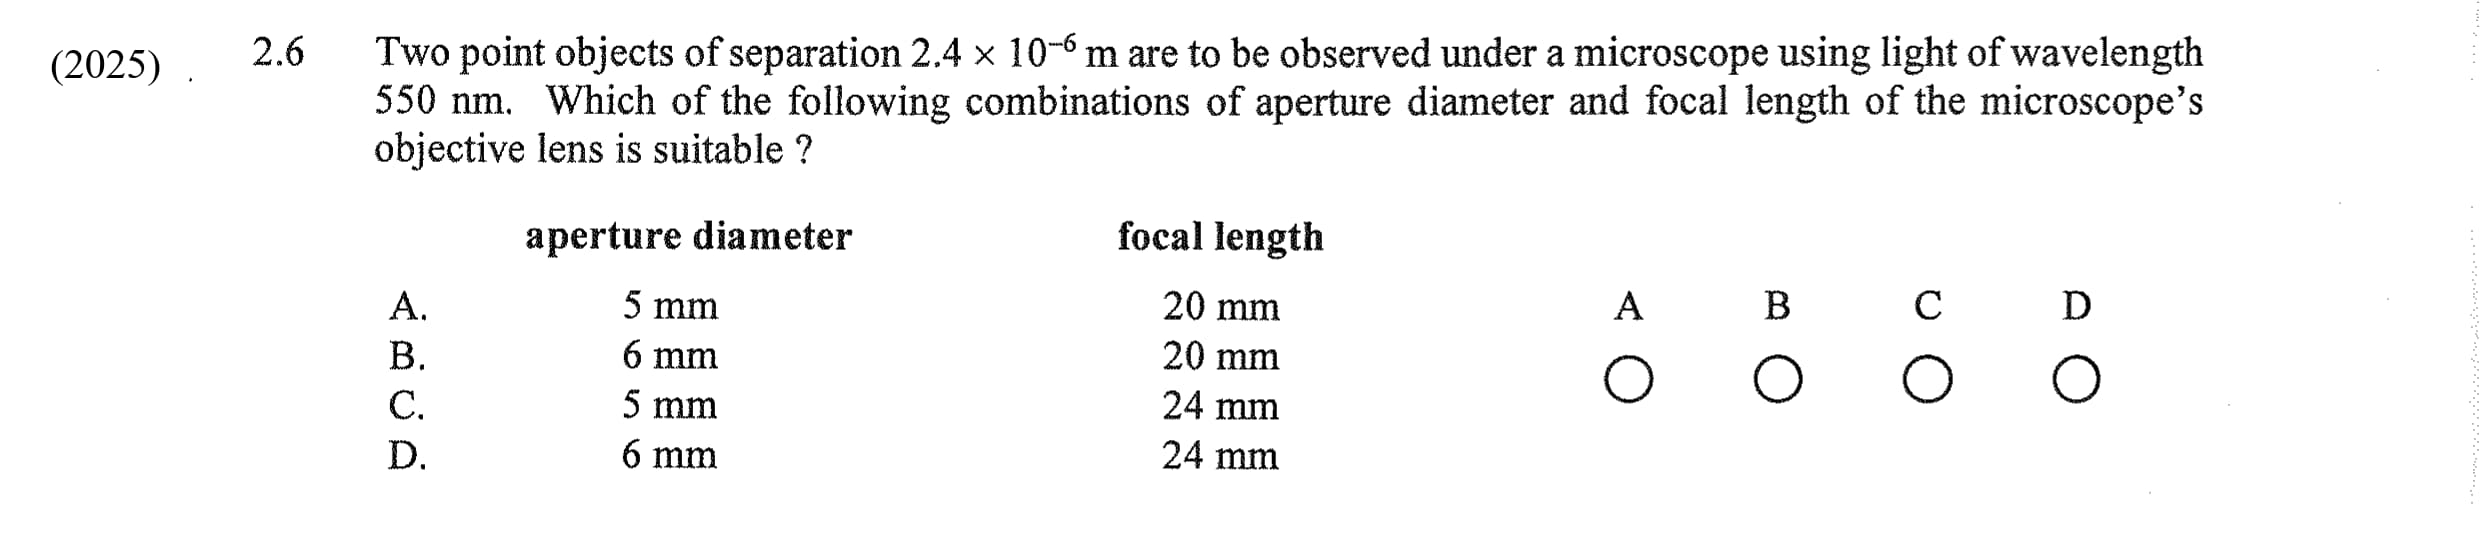 (2025) . 2.6 Two point objects of separation 2.4 × 10⁻⁶ m are to be observed under a microscope using light of wavelength
550 nm. Which of the following combinations of aperture diameter and focal length of the microscope's
objective lens is suitable ?
aperture diameter focal length
A. 5 mm 20 mm A B C D
B. 6 mm 20 mm
C. 5 mm 24 mm
D. 6 mm 24 mm